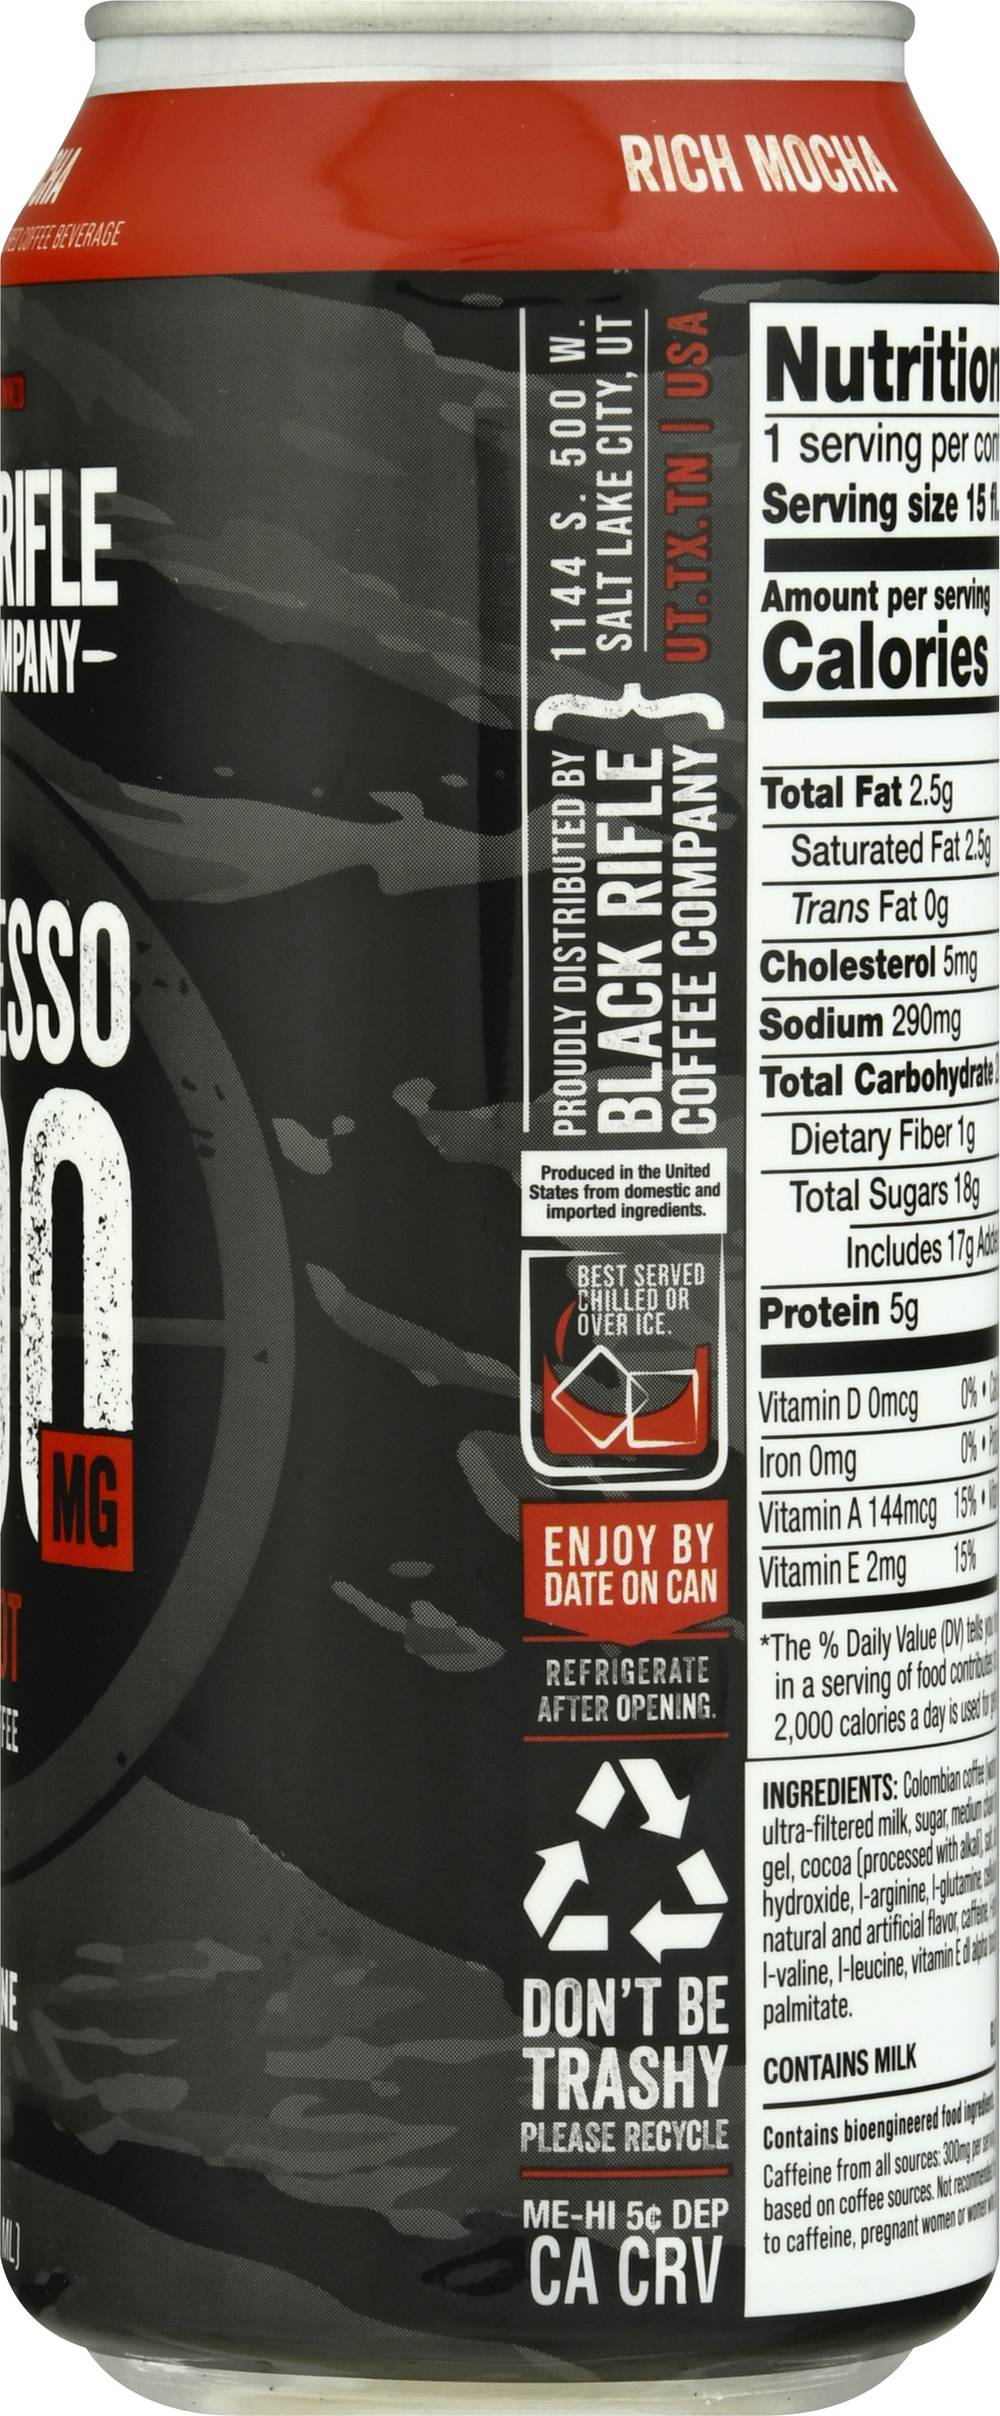 RICH MOCHA
COFFEE BEVERAGE
RIFLE
MPANY
ESSO
MG
1144 S. 500 W.
SALT LAKE CITY, UT
UT.TX.TN | USA
PROUDLY DISTRIBUTED BY
BLACK RIFLE
COFFEE COMPANY
Produced in the United
States from domestic and
imported ingredients.
BEST SERVED
CHILLED OR
OVER ICE.
ENJOY BY
DATE ON CAN
REFRIGERATE
AFTER OPENING.
DON'T BE
TRASHY
PLEASE RECYCLE
ME-HI 5¢ DEP
CA CRV
Nutrition
1 serving per
Serving size 15 fl.
Amount per serving
Calories
Total Fat 2.5g
Saturated Fat 2.5g
Trans Fat 0g
Cholesterol 5mg
Sodium 290mg
Total Carbohydrate
Dietary Fiber 1g
Total Sugars 18g
Includes 17g
Protein 5g
Vitamin D 0mcg 0% •
Iron 0mg 0% •
Vitamin A 144mcg 15% •
Vitamin E 2mg 15%
*The % Daily Value (DV) tells you
in a serving of food contributes
2,000 calories a day is used for
INGREDIENTS: Colombian coffee
ultra-filtered milk, sugar, medium
gel, cocoa (processed with alkali),
hydroxide, l-arginine, l-glutamine,
natural and artificial flavor, caffeine,
l-valine, l-leucine, vitamin E dl alpha
palmitate.
CONTAINS MILK
Contains bioengineered food
Caffeine from all sources: 300mg per
based on coffee sources. Not recommended
to caffeine, pregnant women or women